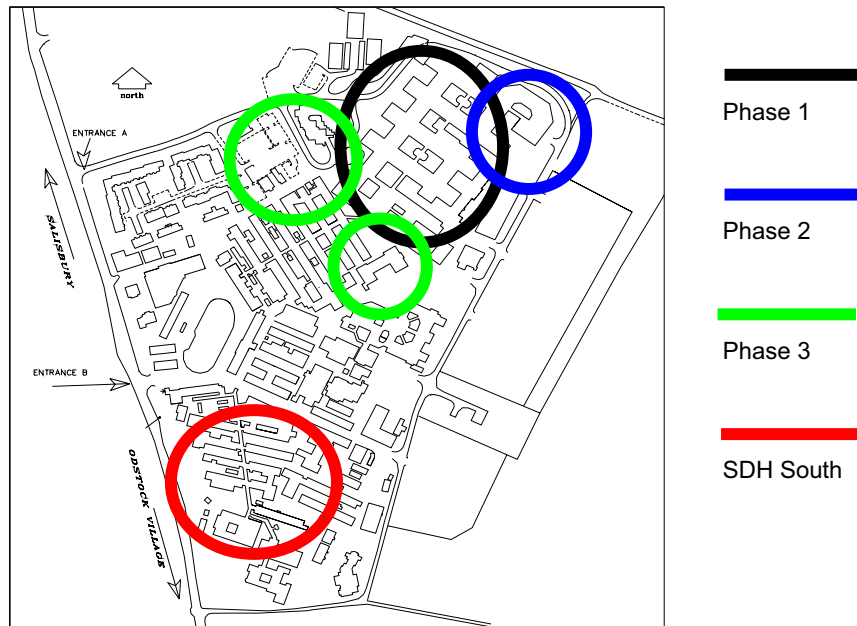 north
ENTRANCE A
SALISBURY
ENTRANCE B
ODSTOCK VILLAGE
Phase 1
Phase 2
Phase 3
SDH South